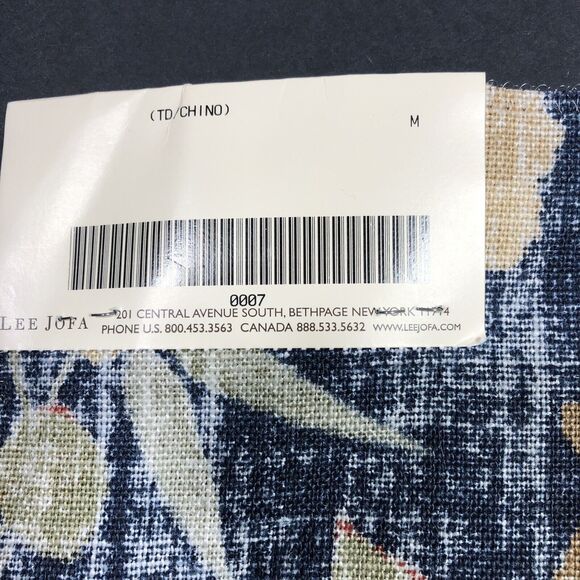 (TD/CHINO)
M
0007
LEE JOFA
201 CENTRAL AVENUE SOUTH, BETHPAGE NEW YORK 11714
PHONE U.S. 800.453.3563 CANADA 888.533.5632 WWW.LEEJOFA.COM